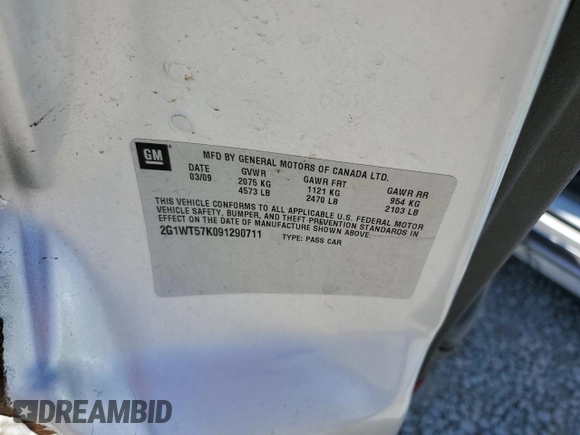 GM
MFD BY GENERAL MOTORS OF CANADA LTD.
DATE GVWR GAWR FRT GAWR RR
03/09 2075 KG 1121 KG 954 KG
4573 LB 2470 LB 2103 LB
THIS VEHICLE CONFORMS TO ALL APPLICABLE U.S. FEDERAL MOTOR
VEHICLE SAFETY, BUMPER, AND THEFT PREVENTION STANDARDS IN
EFFECT ON THE DATE OF MANUFACTURE SHOWN ABOVE.
2G1WT57K091290711 TYPE: PASS CAR
DREAMBID